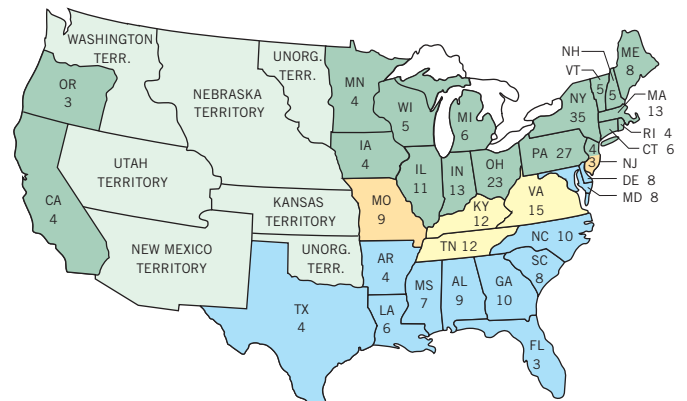 WASHINGTON
TERR.
UNORG.
TERR.
NH
ME
8
VT
5
5
MA
13
OR
3
NEBRASKA
TERRITORY
MN
4
WI
5
MI
6
NY
35
RI 4
CT 6
UTAH
TERRITORY
IA
4
PA 27
4
3
NJ
DE 8
MD 8
CA
4
IL
11
IN
13
OH
23
KANSAS
TERRITORY
MO
9
KY
12
VA
15
NEW MEXICO
TERRITORY
UNORG.
TERR.
TN 12
NC 10
AR
4
SC
8
TX
4
LA
6
MS
7
AL
9
GA
10
FL
3